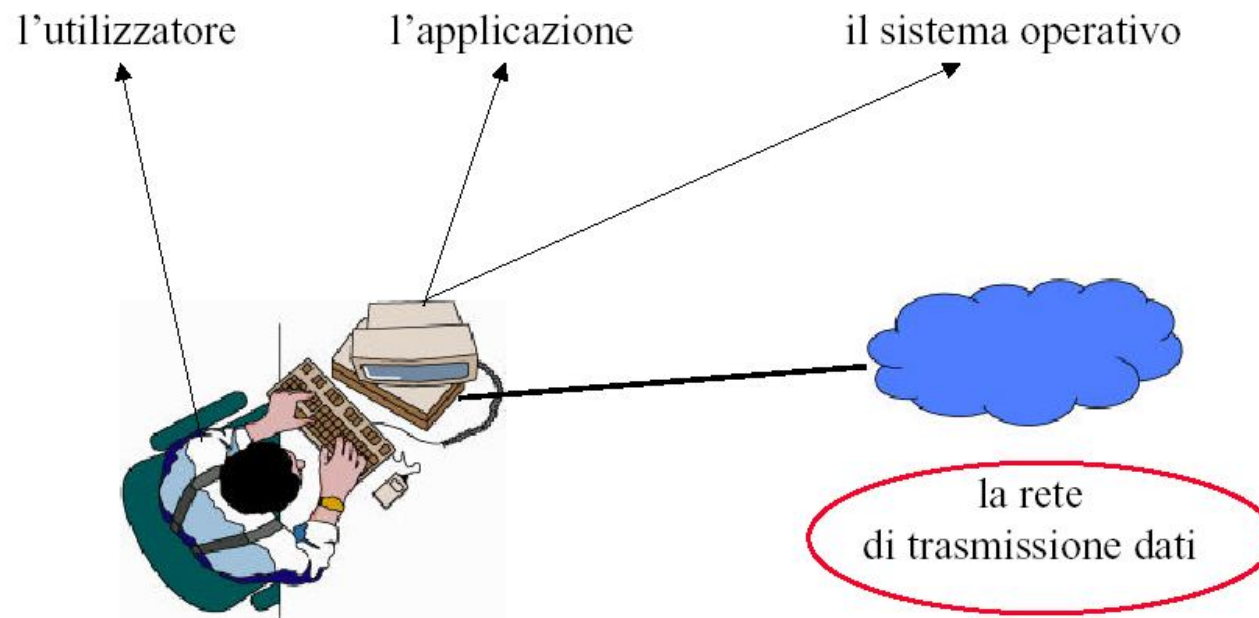 l’utilizzatore
l’applicazione
il sistema operativo
la rete
di trasmissione dati